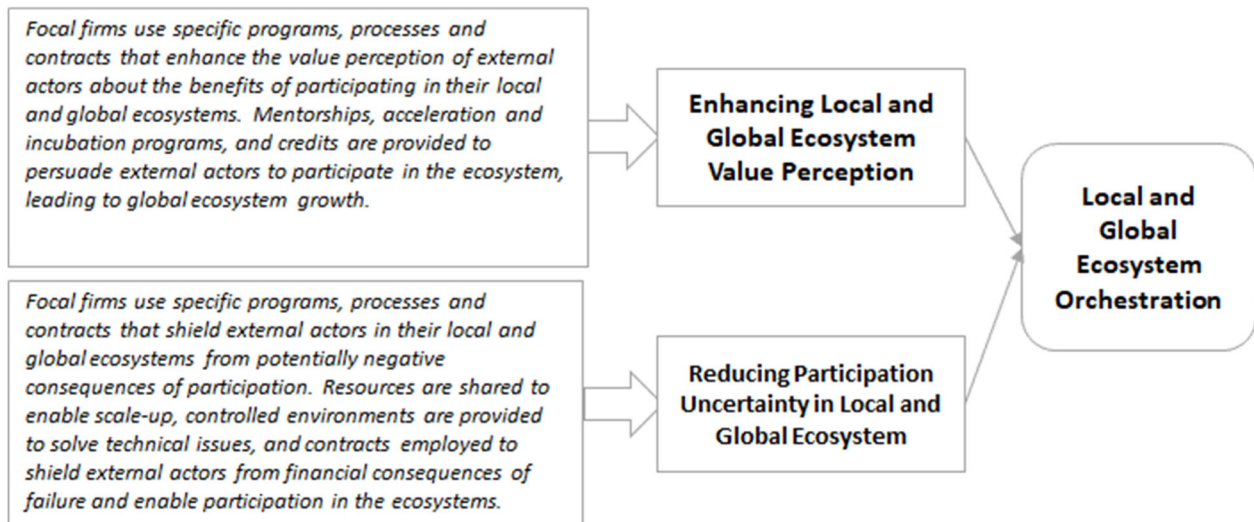 Focal firms use specific programs, processes and
contracts that enhance the value perception of external
actors about the benefits of participating in their local
and global ecosystems. Mentorships, acceleration and
incubation programs, and credits are provided to
persuade external actors to participate in the ecosystem,
leading to global ecosystem growth.
Enhancing Local and
Global Ecosystem
Value Perception
Focal firms use specific programs, processes and
contracts that shield external actors in their local and
global ecosystems from potentially negative
consequences of participation. Resources are shared to
enable scale-up, controlled environments are provided
to solve technical issues, and contracts employed to
shield external actors from financial consequences of
failure and enable participation in the ecosystems.
Reducing Participation
Uncertainty in Local and
Global Ecosystem
Local and
Global
Ecosystem
Orchestration